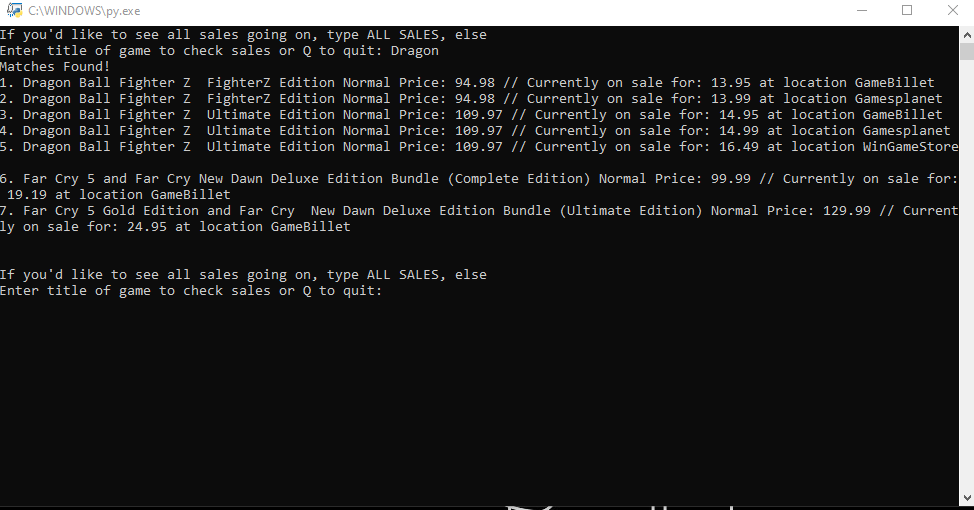 C:\WINDOWS\py.exe
If you'd like to see all sales going on, type ALL SALES, else
Enter title of game to check sales or Q to quit: Dragon
Matches Found!
1. Dragon Ball Fighter Z  FighterZ Edition Normal Price: 94.98 // Currently on sale for: 13.95 at location GameBillet
2. Dragon Ball Fighter Z  FighterZ Edition Normal Price: 94.98 // Currently on sale for: 13.99 at location Gamesplanet
3. Dragon Ball Fighter Z  Ultimate Edition Normal Price: 109.97 // Currently on sale for: 14.95 at location GameBillet
4. Dragon Ball Fighter Z  Ultimate Edition Normal Price: 109.97 // Currently on sale for: 14.99 at location Gamesplanet
5. Dragon Ball Fighter Z  Ultimate Edition Normal Price: 109.97 // Currently on sale for: 16.49 at location WinGameStore
6. Far Cry 5 and Far Cry New Dawn Deluxe Edition Bundle (Complete Edition) Normal Price: 99.99 // Currently on sale for:
 19.19 at location GameBillet
7. Far Cry 5 Gold Edition and Far Cry  New Dawn Deluxe Edition Bundle (Ultimate Edition) Normal Price: 129.99 // Current
ly on sale for: 24.95 at location GameBillet
If you'd like to see all sales going on, type ALL SALES, else
Enter title of game to check sales or Q to quit: